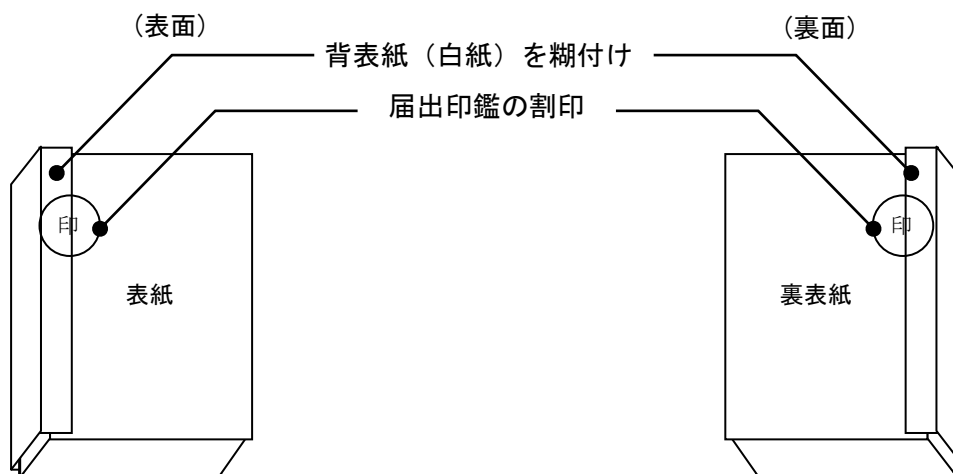 （表面）
（裏面）
背表紙（白紙）を糊付け
届出印鑑の割印
印
印
表紙
裏表紙